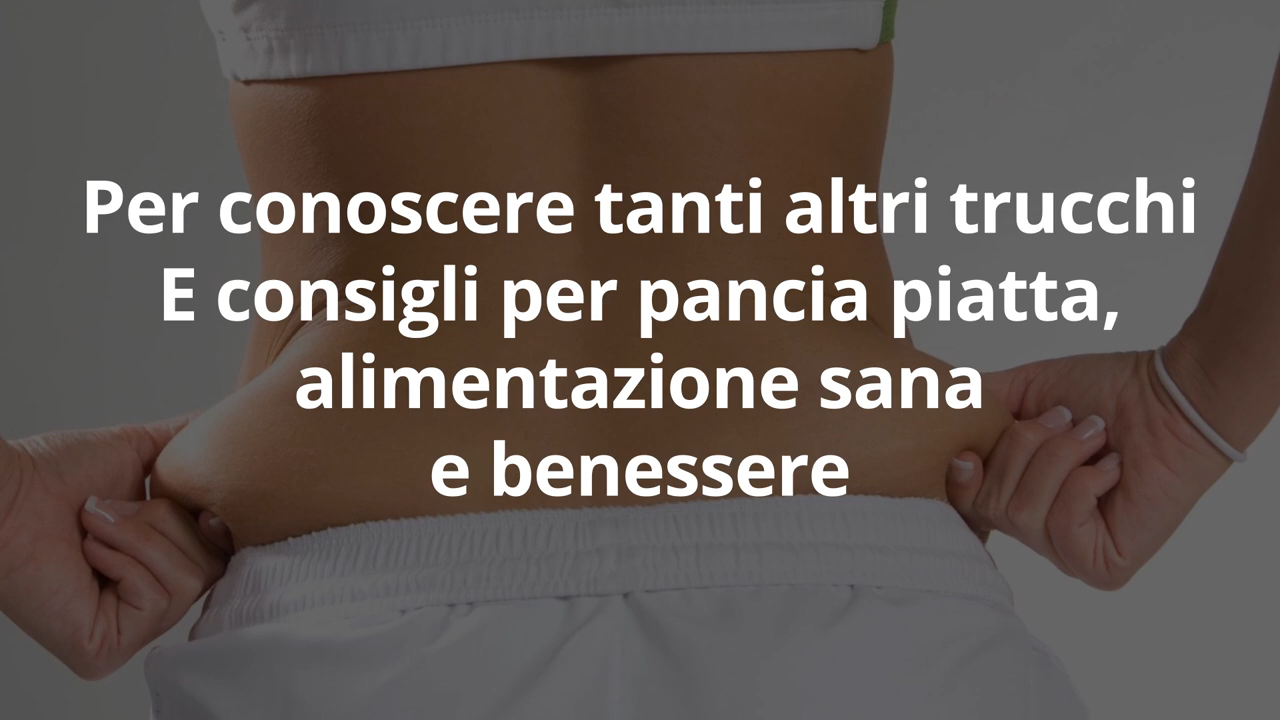 Per conoscere tanti altri trucchi
E consigli per pancia piatta,
alimentazione sana
e benessere